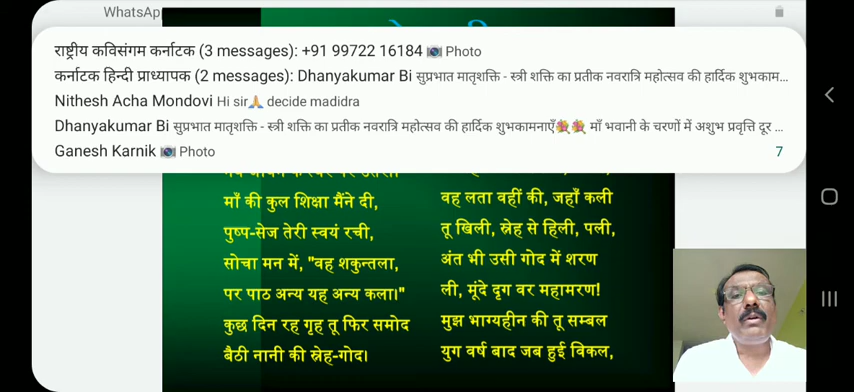 WhatsApp
राष्ट्रीय कविसंगम कर्नाटक (3 messages): +91 99722 16184 📷 Photo
कर्नाटक हिन्दी प्राध्यापक (2 messages): Dhanyakumar Bi सुप्रभात मातृशक्ति - स्त्री शक्ति का प्रतीक नवरात्रि महोत्सव की हार्दिक शुभकाम...
Nithesh Acha Mondovi Hi sir🙏 decide madidra
Dhanyakumar Bi सुप्रभात मातृशक्ति - स्त्री शक्ति का प्रतीक नवरात्रि महोत्सव की हार्दिक शुभकामनाएँ💐💐 माँ भवानी के चरणों में अशुभ प्रवृत्ति दूर ...
Ganesh Karnik 📷 Photo
7
माँ की कुल शिक्षा मैंने दी,
पुष्प-सेज तेरी स्वयं रची,
सोचा मन में, "वह शकुन्तला,
पर पाठ अन्य यह अन्य कला।"
कुछ दिन रह गृह तू फिर समोद
बैठी नानी की स्नेह-गोद।
वह लता वहीं की, जहाँ कली
तू खिली, स्नेह से हिली, पली,
अंत भी उसी गोद में शरण
ली, मूंदे दृग वर महामरण!
मुझ भाग्यहीन की तू सम्बल
युग वर्ष बाद जब हुई विकल,